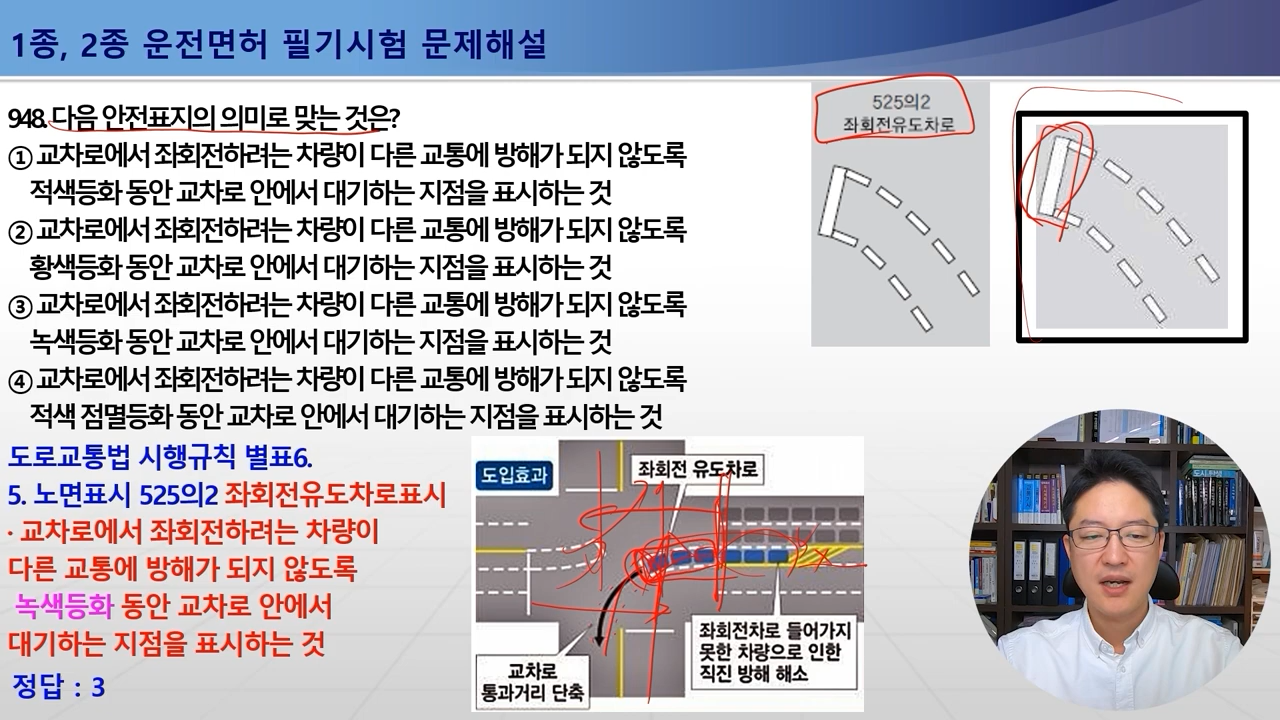 1종, 2종 운전면허 필기시험 문제해설
948. 다음 안전표지의 의미로 맞는 것은?
① 교차로에서 좌회전하려는 차량이 다른 교통에 방해가 되지 않도록
적색등화 동안 교차로 안에서 대기하는 지점을 표시하는 것
② 교차로에서 좌회전하려는 차량이 다른 교통에 방해가 되지 않도록
황색등화 동안 교차로 안에서 대기하는 지점을 표시하는 것
③ 교차로에서 좌회전하려는 차량이 다른 교통에 방해가 되지 않도록
녹색등화 동안 교차로 안에서 대기하는 지점을 표시하는 것
④ 교차로에서 좌회전하려는 차량이 다른 교통에 방해가 되지 않도록
적색 점멸등화 동안 교차로 안에서 대기하는 지점을 표시하는 것
525의2
좌회전유도차로
도로교통법 시행규칙 별표6.
5. 노면표시 525의2 좌회전유도차로표시
· 교차로에서 좌회전하려는 차량이
다른 교통에 방해가 되지 않도록
녹색등화 동안 교차로 안에서
대기하는 지점을 표시하는 것
정답 : 3
도입효과
좌회전 유도차로
좌회전차로 들어가지
못한 차량으로 인한
직진 방해 해소
교차로
통과거리 단축